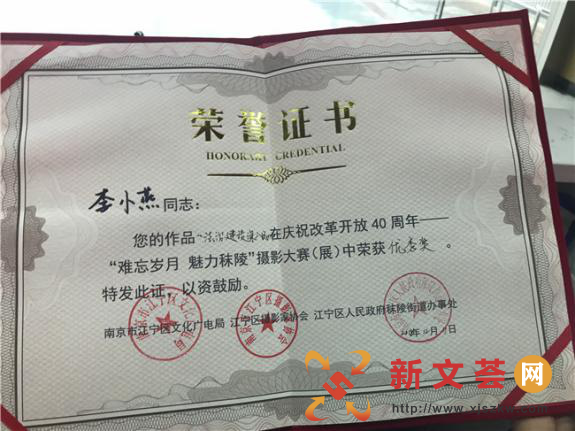 荣誉证书
HONORARY CREDENTIAL
李小燕同志：
您的作品 在庆祝改革开放40周年——
“难忘岁月 魅力秣陵”摄影大赛（展）中荣获优秀奖。
特发此证，以资鼓励。
南京市江宁区文化广电局 江宁区摄影家协会 江宁区人民政府秣陵街道办事处
新文荟网